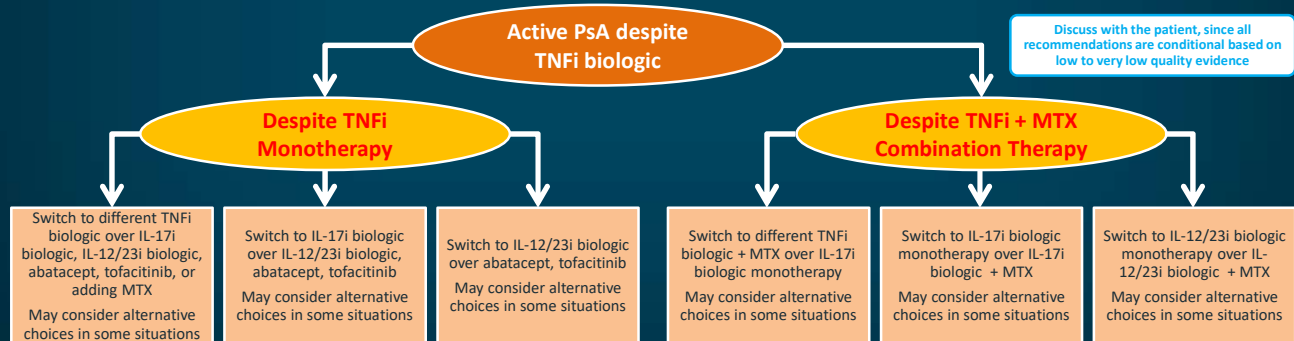 Active PsA despite
TNFi biologic
Discuss with the patient, since all
recommendations are conditional based on
low to very low quality evidence
Despite TNFi
Monotherapy
Despite TNFi + MTX
Combination Therapy
Switch to different TNFi
biologic over IL-17i
biologic, IL-12/23i biologic,
abatacept, tofacitinib, or
adding MTX
May consider alternative
choices in some situations
Switch to IL-17i biologic
over IL-12/23i biologic,
abatacept, tofacitinib
May consider alternative
choices in some situations
Switch to IL-12/23i biologic
over abatacept, tofacitinib
May consider alternative
choices in some situations
Switch to different TNFi
biologic + MTX over IL-17i
biologic monotherapy
May consider alternative
choices in some situations
Switch to IL-17i biologic
monotherapy over IL-17i
biologic + MTX
May consider alternative
choices in some situations
Switch to IL-12/23i biologic
monotherapy over IL-
12/23i biologic + MTX
May consider alternative
choices in some situations